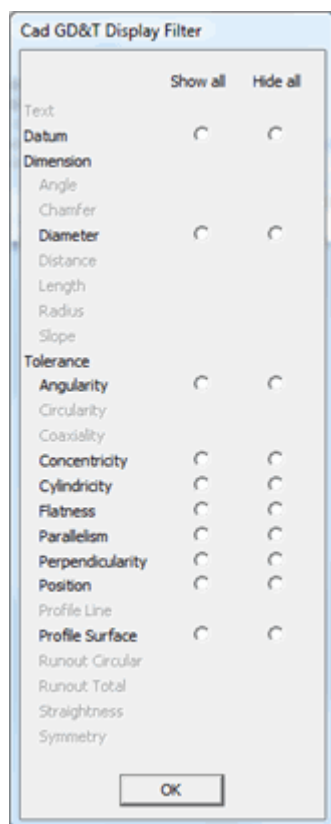 Cad GD&T Display Filter
Show all Hide all
Text
Datum
Dimension
Angle
Chamfer
Diameter
Distance
Length
Radius
Slope
Tolerance
Angularity
Circularity
Coaxiality
Concentricity
Cylindricity
Flatness
Parallelism
Perpendicularity
Position
Profile Line
Profile Surface
Runout Circular
Runout Total
Straightness
Symmetry
OK